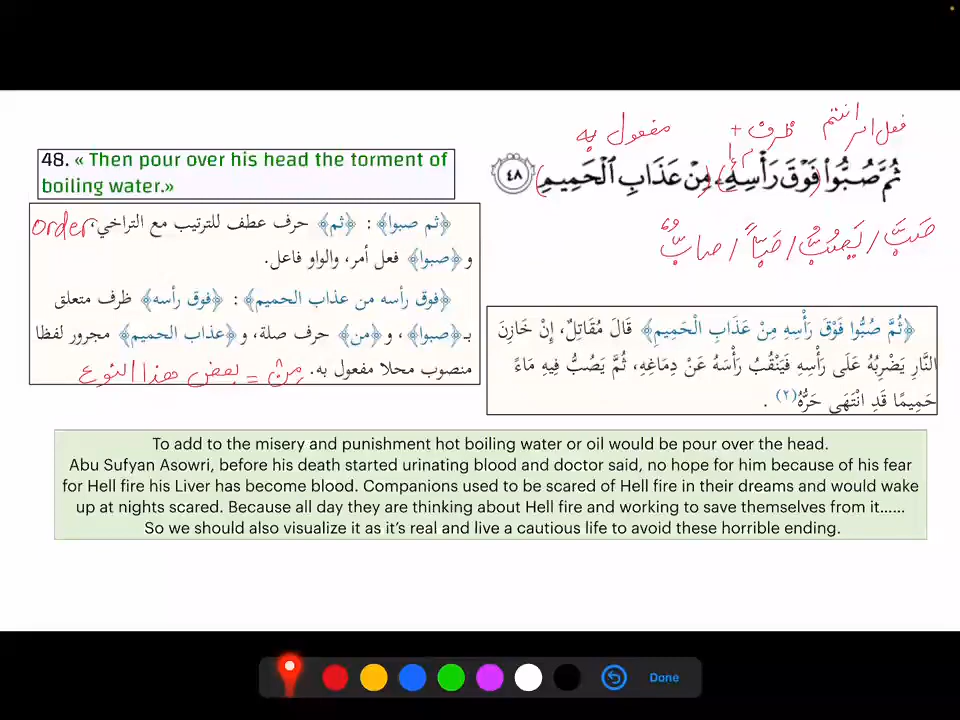 48. « Then pour over his head the torment of
boiling water.»
﴿ثم صبوا﴾: ﴿ثم﴾ حرف عطف للترتيب مع التراخي، order
و﴿صبوا﴾ فعل أمر، والواو فاعل.
﴿فوق رأسه من عذاب الحميم﴾: ﴿فوق رأسه﴾ ظرف متعلق
بـ﴿صبوا﴾، و﴿من﴾ حرف صلة، و﴿عذاب الحميم﴾ مجرور لفظا
منصوب محلا مفعول به. مِنْ = بعض هذا النوع
فعل امر انتم
ظرف +
مفعول به
ثُمَّ صُبُّوا۟ فَوْقَ رَأْسِهِۦ مِنْ عَذَابِ ٱلْحَمِيمِ ٤٨
صَبَّ / يَصُبُّ / صَبًّا / صابٌّ
﴿ثُمَّ صُبُّوا فَوْقَ رَأْسِهِ مِنْ عَذَابِ الْحَمِيمِ﴾ قَالَ مُقَاتِلٌ، إِنْ خَازِنَ
النَّارِ يَضْرِبُهُ عَلَى رَأْسِهِ فَيَنْقُبُ رَأْسَهُ عَنْ دِمَاغِهِ، ثُمَّ يَصُبُّ فِيهِ مَاءً
حَمِيمًا قَدِ انْتَهَى حَرُّهُ(٢) .
To add to the misery and punishment hot boiling water or oil would be pour over the head.
Abu Sufyan Asowri, before his death started urinating blood and doctor said, no hope for him because of his fear
for Hell fire his Liver has become blood. Companions used to be scared of Hell fire in their dreams and would wake
up at nights scared. Because all day they are thinking about Hell fire and working to save themselves from it......
So we should also visualize it as it's real and live a cautious life to avoid these horrible ending.
Done